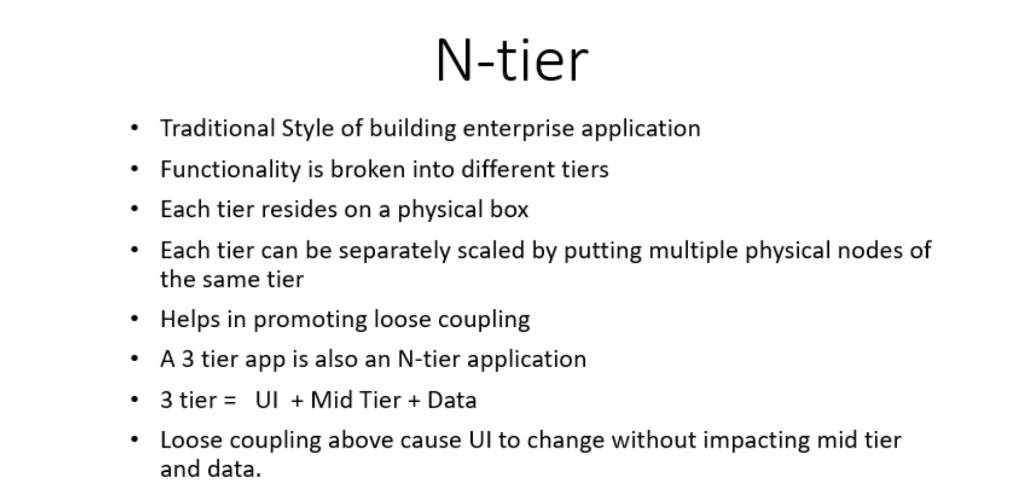 N-tier
• Traditional Style of building enterprise application
• Functionality is broken into different tiers
• Each tier resides on a physical box
• Each tier can be separately scaled by putting multiple physical nodes of
the same tier
• Helps in promoting loose coupling
• A 3 tier app is also an N-tier application
• 3 tier = UI + Mid Tier + Data
• Loose coupling above cause UI to change without impacting mid tier
and data.